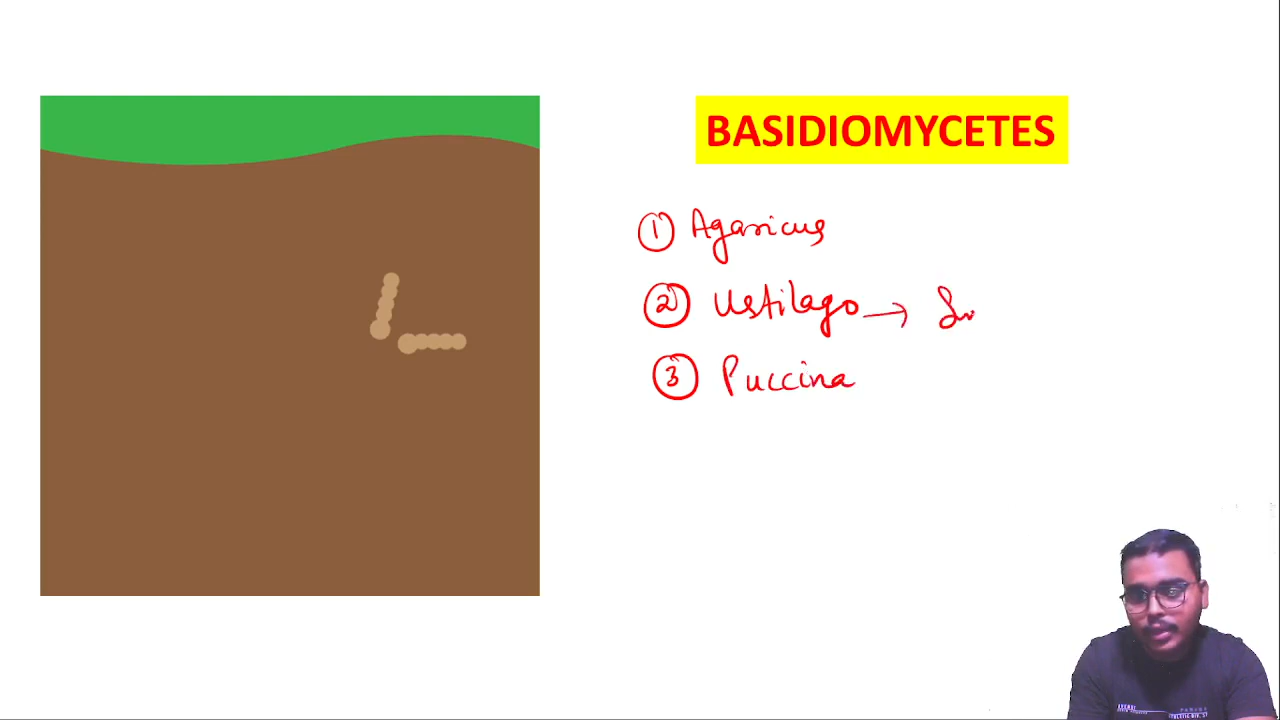 BASIDIOMYCETES
① Agaricus
② Ustilago →
③ Puccina